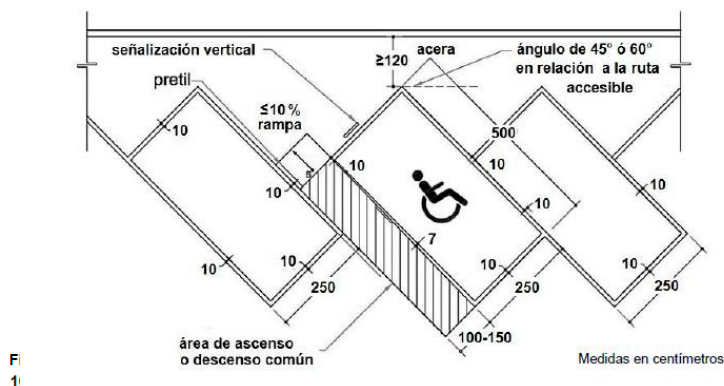 señalización vertical
≥120
acera
ángulo de 45° ó 60°
en relación a la ruta
accesible
pretil
≤10%
rampa
500
10
10
10
10
10
10
10
10
10
7
250
250
250
100-150
área de ascenso
o descenso común
Medidas en centímetros